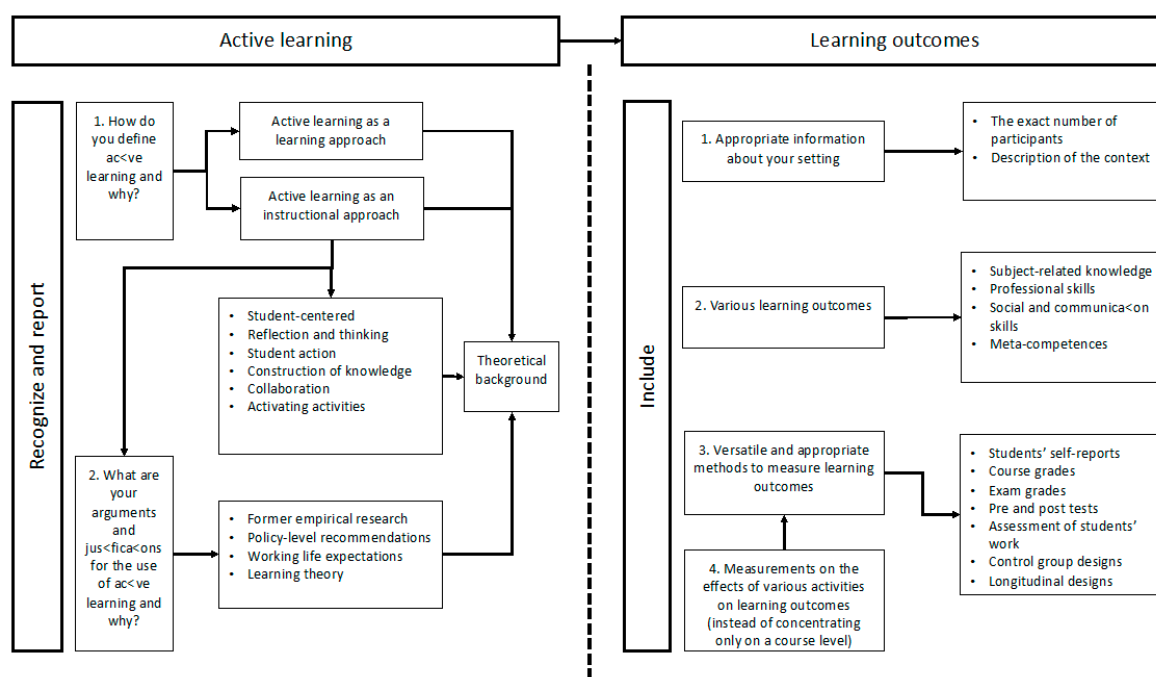 Active learning
Learning outcomes
Recognize and report
1. How do
you define
ac<ve
learning and
why?
Active learning as a
learning approach
Active learning as an
instructional approach
• Student-centered
• Reflection and thinking
• Student action
• Construction of knowledge
• Collaboration
• Activating activities
Theoretical
background
2. What are
your
arguments
and
jus<fica<ons
for the use
of ac<ve
learning and
why?
• Former empirical research
• Policy-level recommendations
• Working life expectations
• Learning theory
Include
1. Appropriate information
about your setting
• The exact number of
participants
• Description of the context
2. Various learning outcomes
• Subject-related knowledge
• Professional skills
• Social and communica<on
skills
• Meta-competences
3. Versatile and appropriate
methods to measure learning
outcomes
• Students’ self-reports
• Course grades
• Exam grades
• Pre and post tests
• Assessment of students’
work
• Control group designs
• Longitudinal designs
4. Measurements on the
effects of various activities
on learning outcomes
(instead of concentrating
only on a course level)